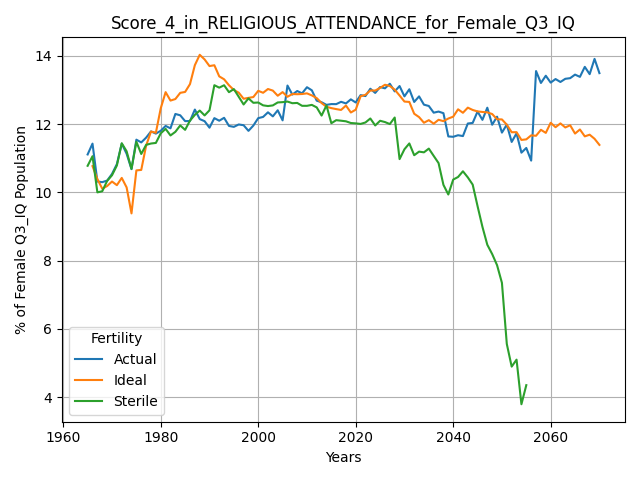 Score_4_in_RELIGIOUS_ATTENDANCE_for_Female_Q3_IQ
% of Female Q3_IQ Population
14
12
10
8
6
4
Fertility
Actual
Ideal
Sterile
1960
1980
2000
2020
2040
2060
Years